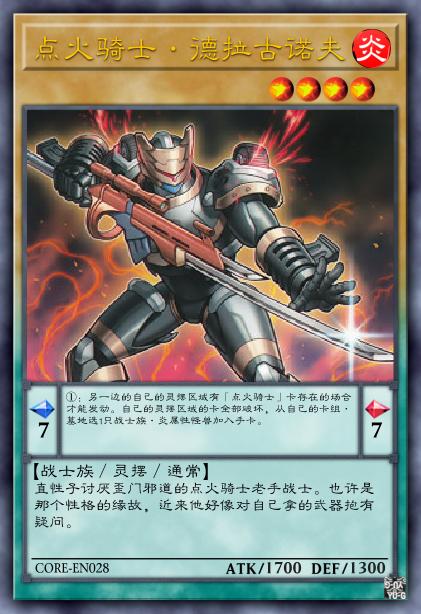 点火骑士·德拉古诺夫
炎
①：另一边的自己的灵摆区域有「点火骑士」卡存在的场合
才能发动。自己的灵摆区域的卡全部破坏，从自己的卡组·
墓地选1只战士族·炎属性怪兽加入手卡。
7
7
【战士族／灵摆／通常】
直性子讨厌歪门邪道的点火骑士老手战士。也许是
那个性格的缘故，近来他好像对自己拿的武器抱有
疑问。
CORE-EN028
ATK/1700 DEF/1300